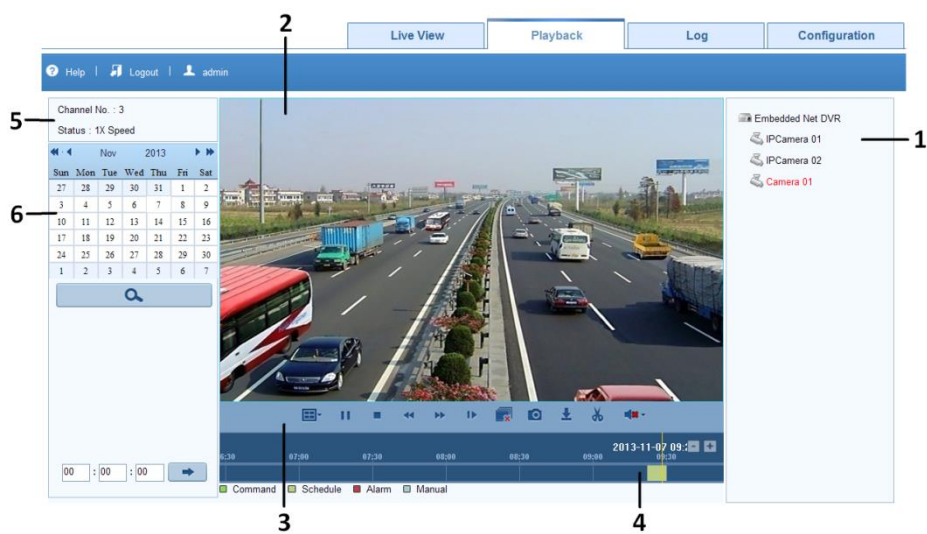 2
Live View Playback Log Configuration
Help | Logout | admin
5
Channel No. : 3
Status : 1X Speed
Embedded Net DVR
IPCamera 01
IPCamera 02
Camera 01
1
Nov 2013
Sun Mon Tue Wed Thu Fri Sat
27 28 29 30 31 1 2
3 4 5 6 7 8 9
10 11 12 13 14 15 16
17 18 19 20 21 22 23
24 25 26 27 28 29 30
1 2 3 4 5 6 7
6
2013-11-07 09:2
6:30 07:00 07:30 08:00 08:30 09:00 09:30
00 : 00 : 00
Command Schedule Alarm Manual
3
4